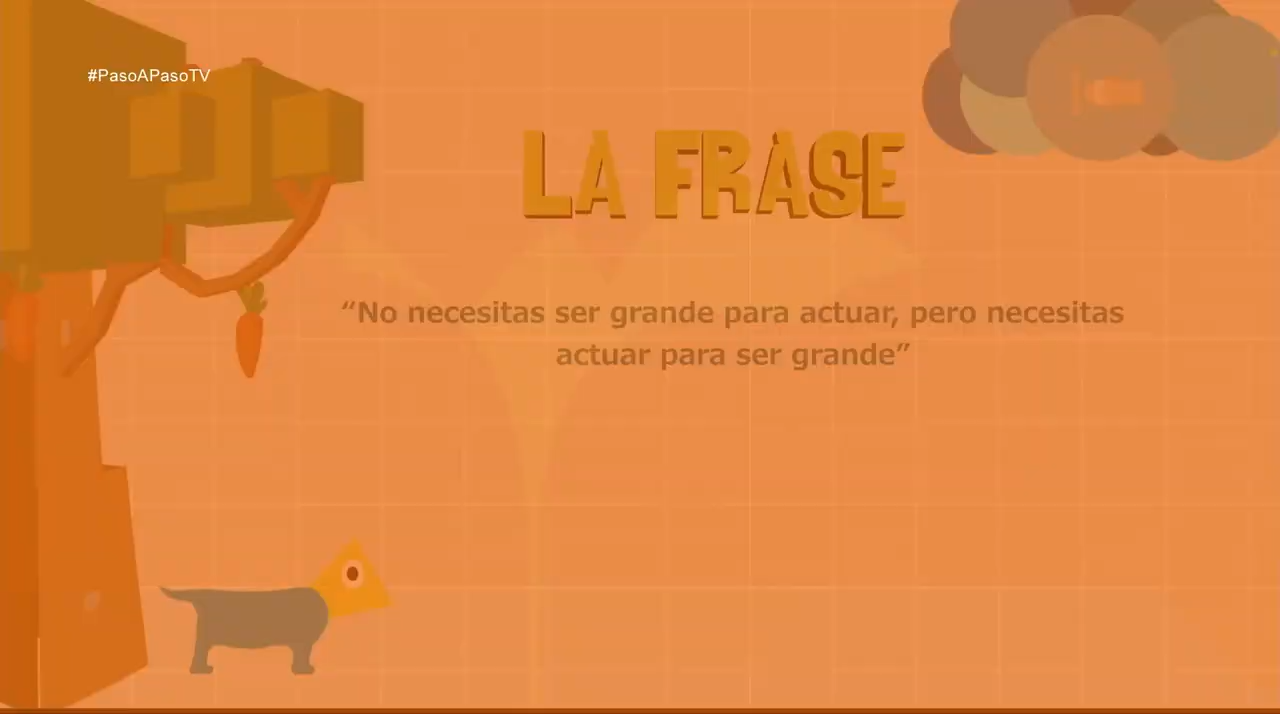 #PasoAPasoTV
LA FRASE
“No necesitas ser grande para actuar, pero necesitas
actuar para ser grande”